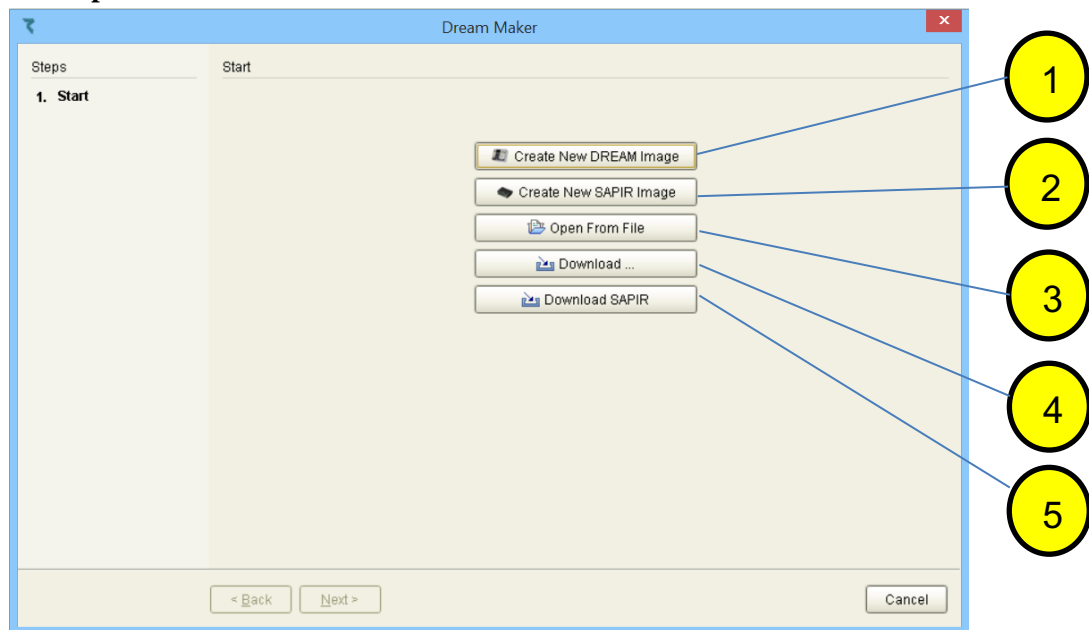 Dream Maker
Steps
Start
1. Start
Create New DREAM Image
Create New SAPIR Image
Open From File
Download ...
Download SAPIR
< Back
Next >
Cancel
1
2
3
4
5